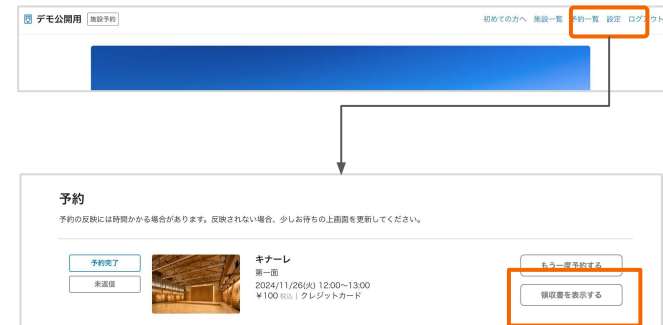 デモ公開用 施設予約 初めての方へ 施設一覧 予約一覧 設定 ログアウト
予約
予約の反映には時間かかる場合があります。反映されない場合、少しお待ちの上画面を更新してください。
予約完了
未返信
キナーレ
第一面
2024/11/26(火) 12:00〜13:00
￥100 税込 | クレジットカード
もう一度予約する
領収書を表示する